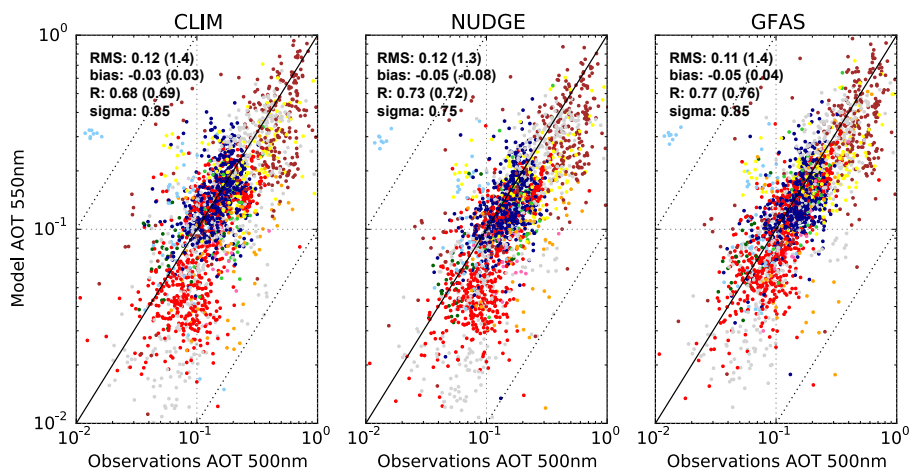 CLIM
NUDGE
GFAS
RMS: 0.12 (1.4)
bias: -0.03 (0.03)
R: 0.68 (0.69)
sigma: 0.85
RMS: 0.12 (1.3)
bias: -0.05 (-0.08)
R: 0.73 (0.72)
sigma: 0.75
RMS: 0.11 (1.4)
bias: -0.05 (0.04)
R: 0.77 (0.76)
sigma: 0.85
Model AOT 550nm
10⁰
10⁻¹
10⁻²
10⁻² 10⁻¹ 10⁰
10⁻² 10⁻¹ 10⁰
10⁻² 10⁻¹ 10⁰
Observations AOT 500nm
Observations AOT 500nm
Observations AOT 500nm